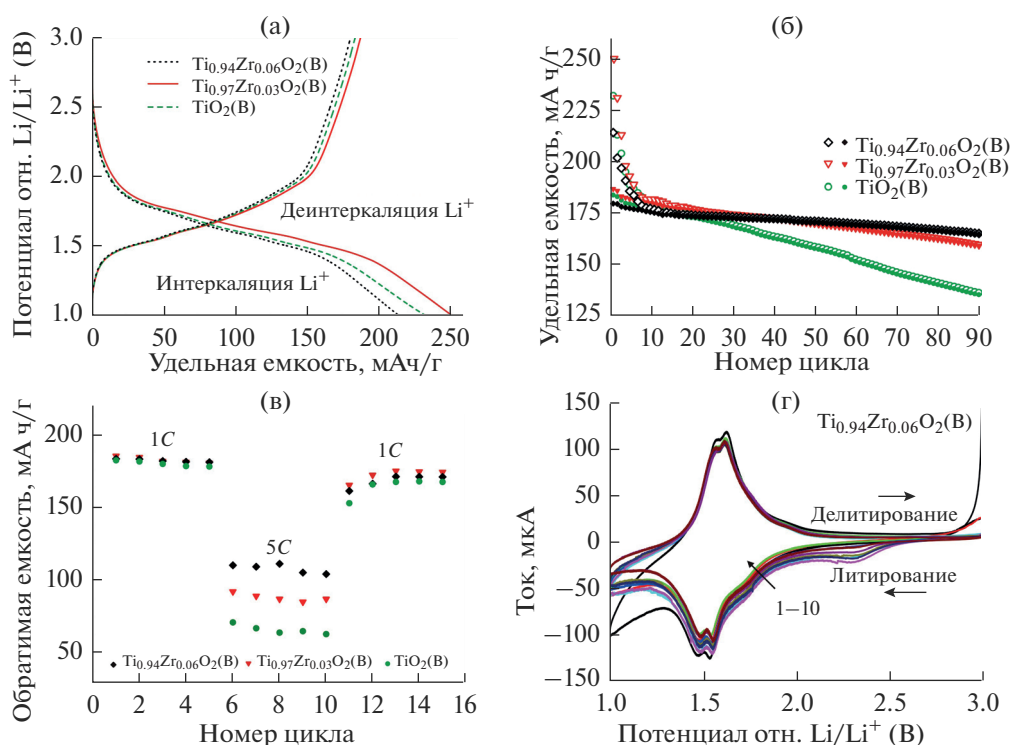 (а)
Потенциал отн. Li/Li⁺ (В)
3.0
2.5
2.0
1.5
1.0
Ti₀.₉₄Zr₀.₀₆O₂(B)
Ti₀.₉₇Zr₀.₀₃O₂(B)
TiO₂(B)
Деинтеркаляция Li⁺
Интеркаляция Li⁺
0 50 100 150 200 250
Удельная емкость, мАч/г
(б)
Удельная емкость, мА ч/г
250
225
200
175
150
125
Ti₀.₉₄Zr₀.₀₆O₂(B)
Ti₀.₉₇Zr₀.₀₃O₂(B)
TiO₂(B)
0 10 20 30 40 50 60 70 80 90
Номер цикла
(в)
Обратимая емкость, мА ч/г
200
150
100
50
1C
1C
5C
Ti₀.₉₄Zr₀.₀₆O₂(B) Ti₀.₉₇Zr₀.₀₃O₂(B) TiO₂(B)
0 2 4 6 8 10 12 14 16
Номер цикла
(г)
Ток, мкА
150
100
50
0
−50
−100
−150
Ti₀.₉₄Zr₀.₀₆O₂(B)
Делитирование
Литирование
1–10
1.0 1.5 2.0 2.5 3.0
Потенциал отн. Li/Li⁺ (В)